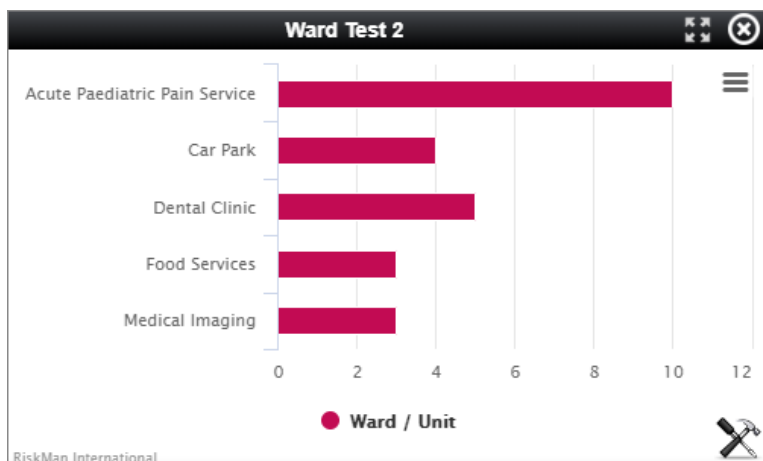 Ward Test 2
Acute Paediatric Pain Service
Car Park
Dental Clinic
Food Services
Medical Imaging
0 2 4 6 8 10 12
Ward / Unit
RiskMan International